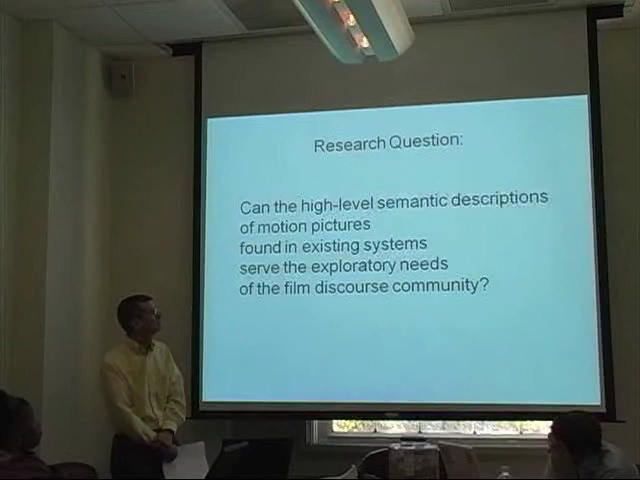 Research Question:
Can the high-level semantic descriptions
of motion pictures
found in existing systems
serve the exploratory needs
of the film discourse community?